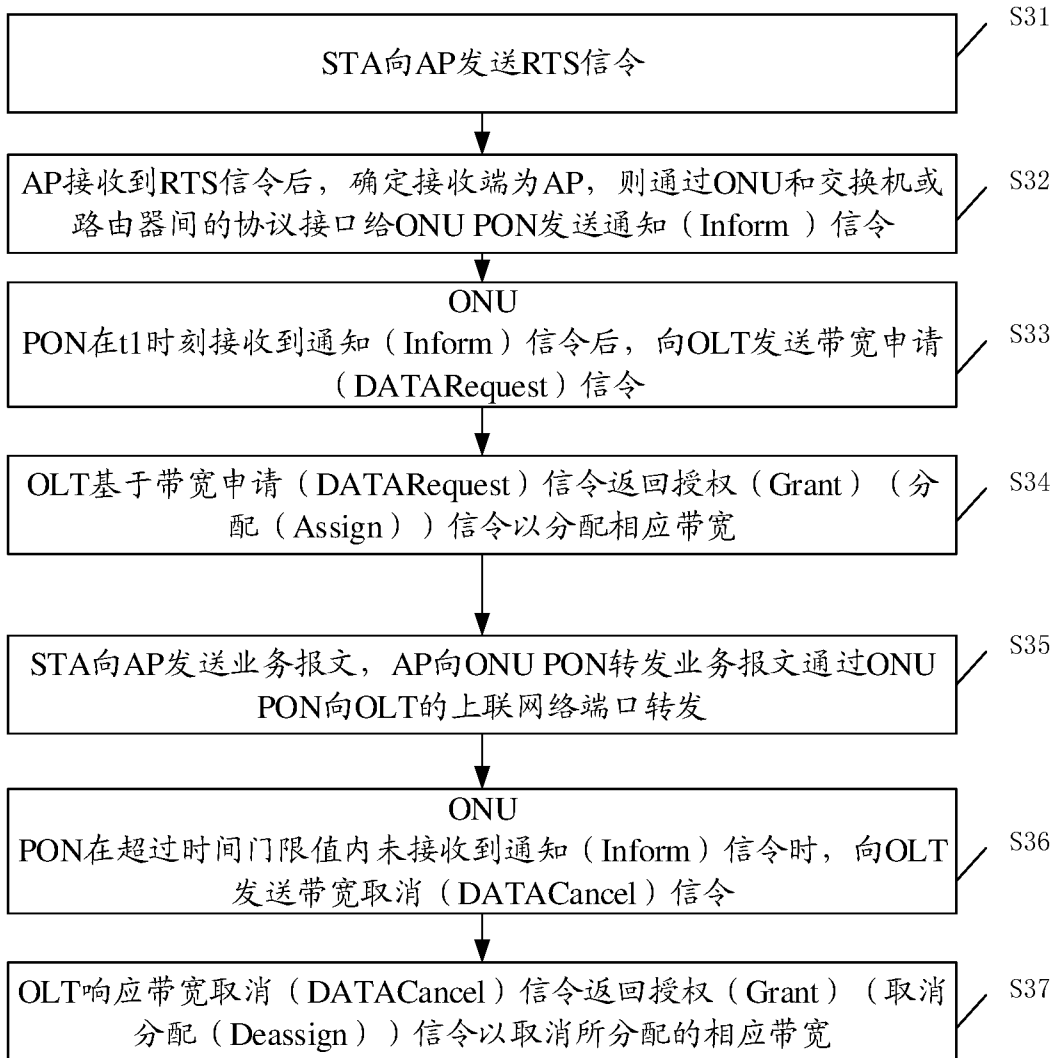 S31
STA向AP发送RTS信令
S32
AP接收到RTS信令后，确定接收端为AP，则通过ONU和交换机或
路由器间的协议接口给ONU PON发送通知（Inform ）信令
S33
ONU
PON在t1时刻接收到通知（Inform）信令后，向OLT发送带宽申请
（DATARequest）信令
S34
OLT基于带宽申请（DATARequest）信令返回授权（Grant）（分
配（Assign））信令以分配相应带宽
S35
STA向AP发送业务报文，AP向ONU PON转发业务报文通过ONU
PON向OLT的上联网络端口转发
S36
ONU
PON在超过时间门限值内未接收到通知（Inform）信令时，向OLT
发送带宽取消（DATACancel）信令
S37
OLT响应带宽取消（DATACancel）信令返回授权（Grant）（取消
分配（Deassign））信令以取消所分配的相应带宽